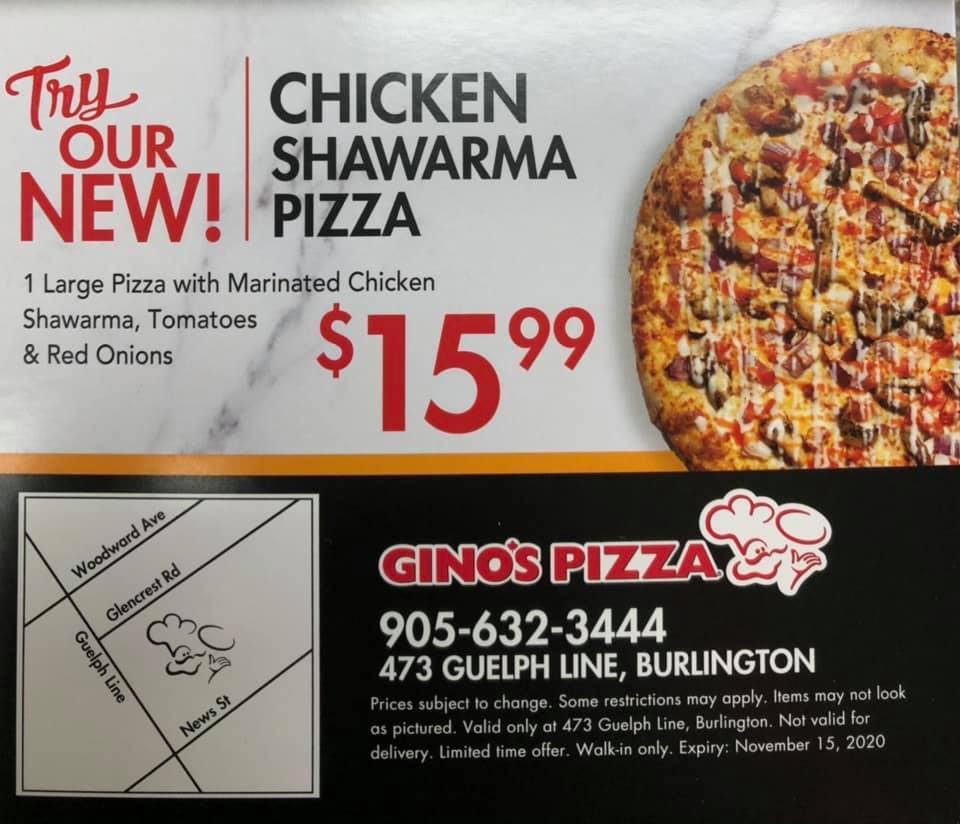 Try
OUR
NEW!
CHICKEN
SHAWARMA
PIZZA
1 Large Pizza with Marinated Chicken
Shawarma, Tomatoes
& Red Onions
$15 99
Woodward Ave
Glencrest Rd
Guelph Line
News St
GINO'S PIZZA
905-632-3444
473 GUELPH LINE, BURLINGTON
Prices subject to change. Some restrictions may apply. Items may not look
as pictured. Valid only at 473 Guelph Line, Burlington. Not valid for
delivery. Limited time offer. Walk-in only. Expiry: November 15, 2020